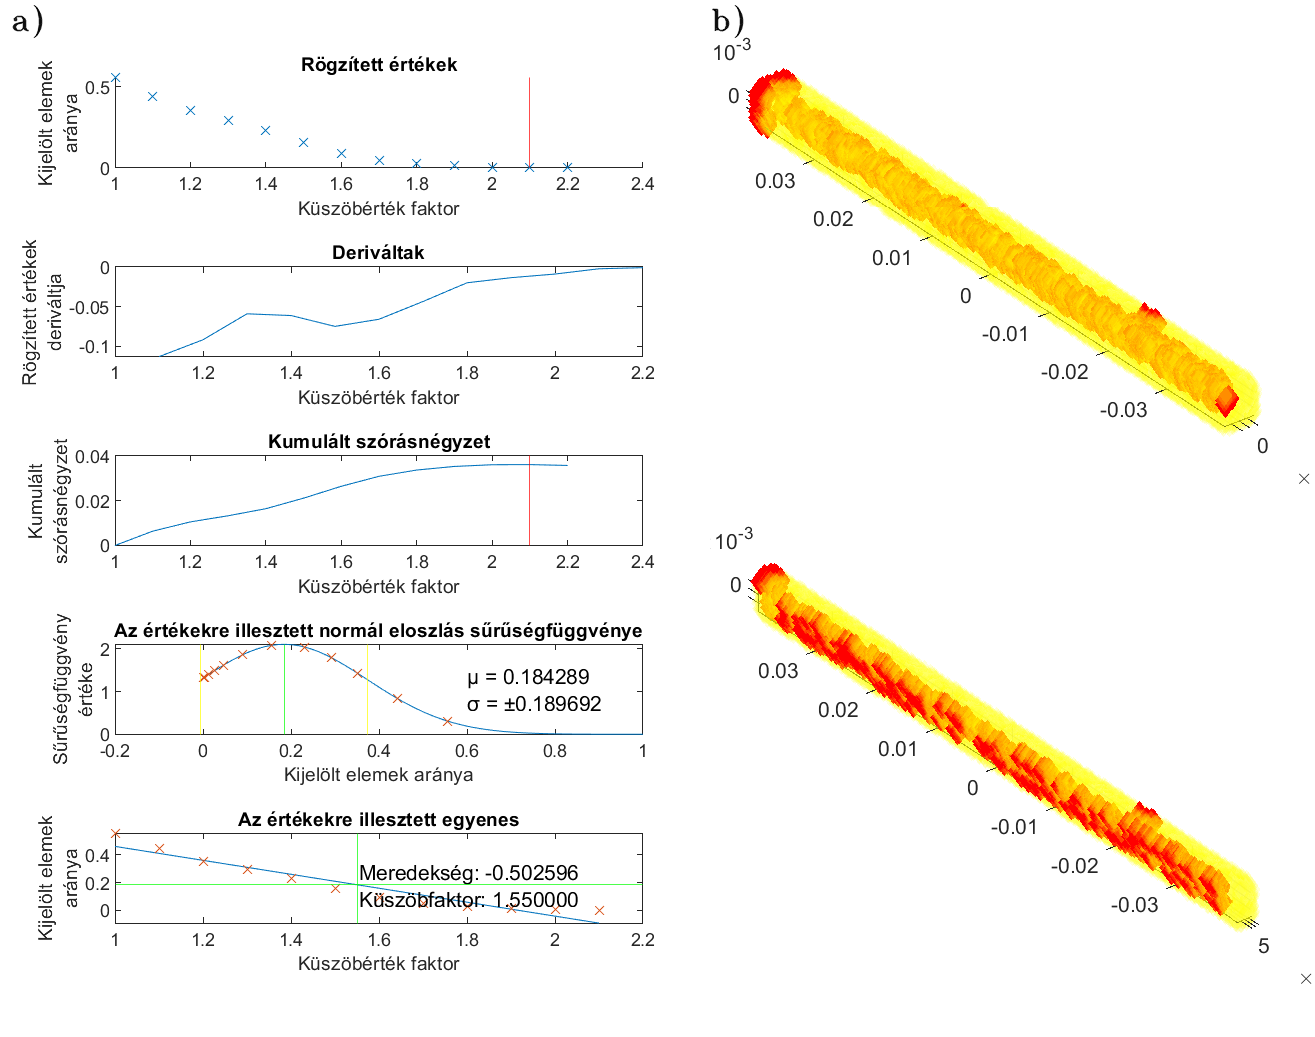 a)
Rögzített értékek
Kijelölt elemek
aránya
0.5
0
1 1.2 1.4 1.6 1.8 2 2.2 2.4
Küszöbérték faktor
Deriváltak
Rögzített értékek
deriváltja
0
-0.05
-0.1
1 1.2 1.4 1.6 1.8 2 2.2
Küszöbérték faktor
Kumulált szórásnégyzet
Kumulált
szórásnégyzet
0.04
0.02
0
1 1.2 1.4 1.6 1.8 2 2.2 2.4
Küszöbérték faktor
Az értékekre illesztett normál eloszlás sűrűségfüggvénye
Sűrűségfüggvény
értéke
2
1
0
μ = 0.184289
σ = ±0.189692
-0.2 0 0.2 0.4 0.6 0.8 1
Kijelölt elemek aránya
Az értékekre illesztett egyenes
Kijelölt elemek
aránya
0.4
0.2
0
Meredekség: -0.502596
Küszöbfaktor: 1.550000
1 1.2 1.4 1.6 1.8 2 2.2
Küszöbérték faktor
b)
10-3
0
0.03
0.02
0.01
0
-0.01
-0.02
-0.03
0
×
10-3
0
0.03
0.02
0.01
0
-0.01
-0.02
-0.03
5
×